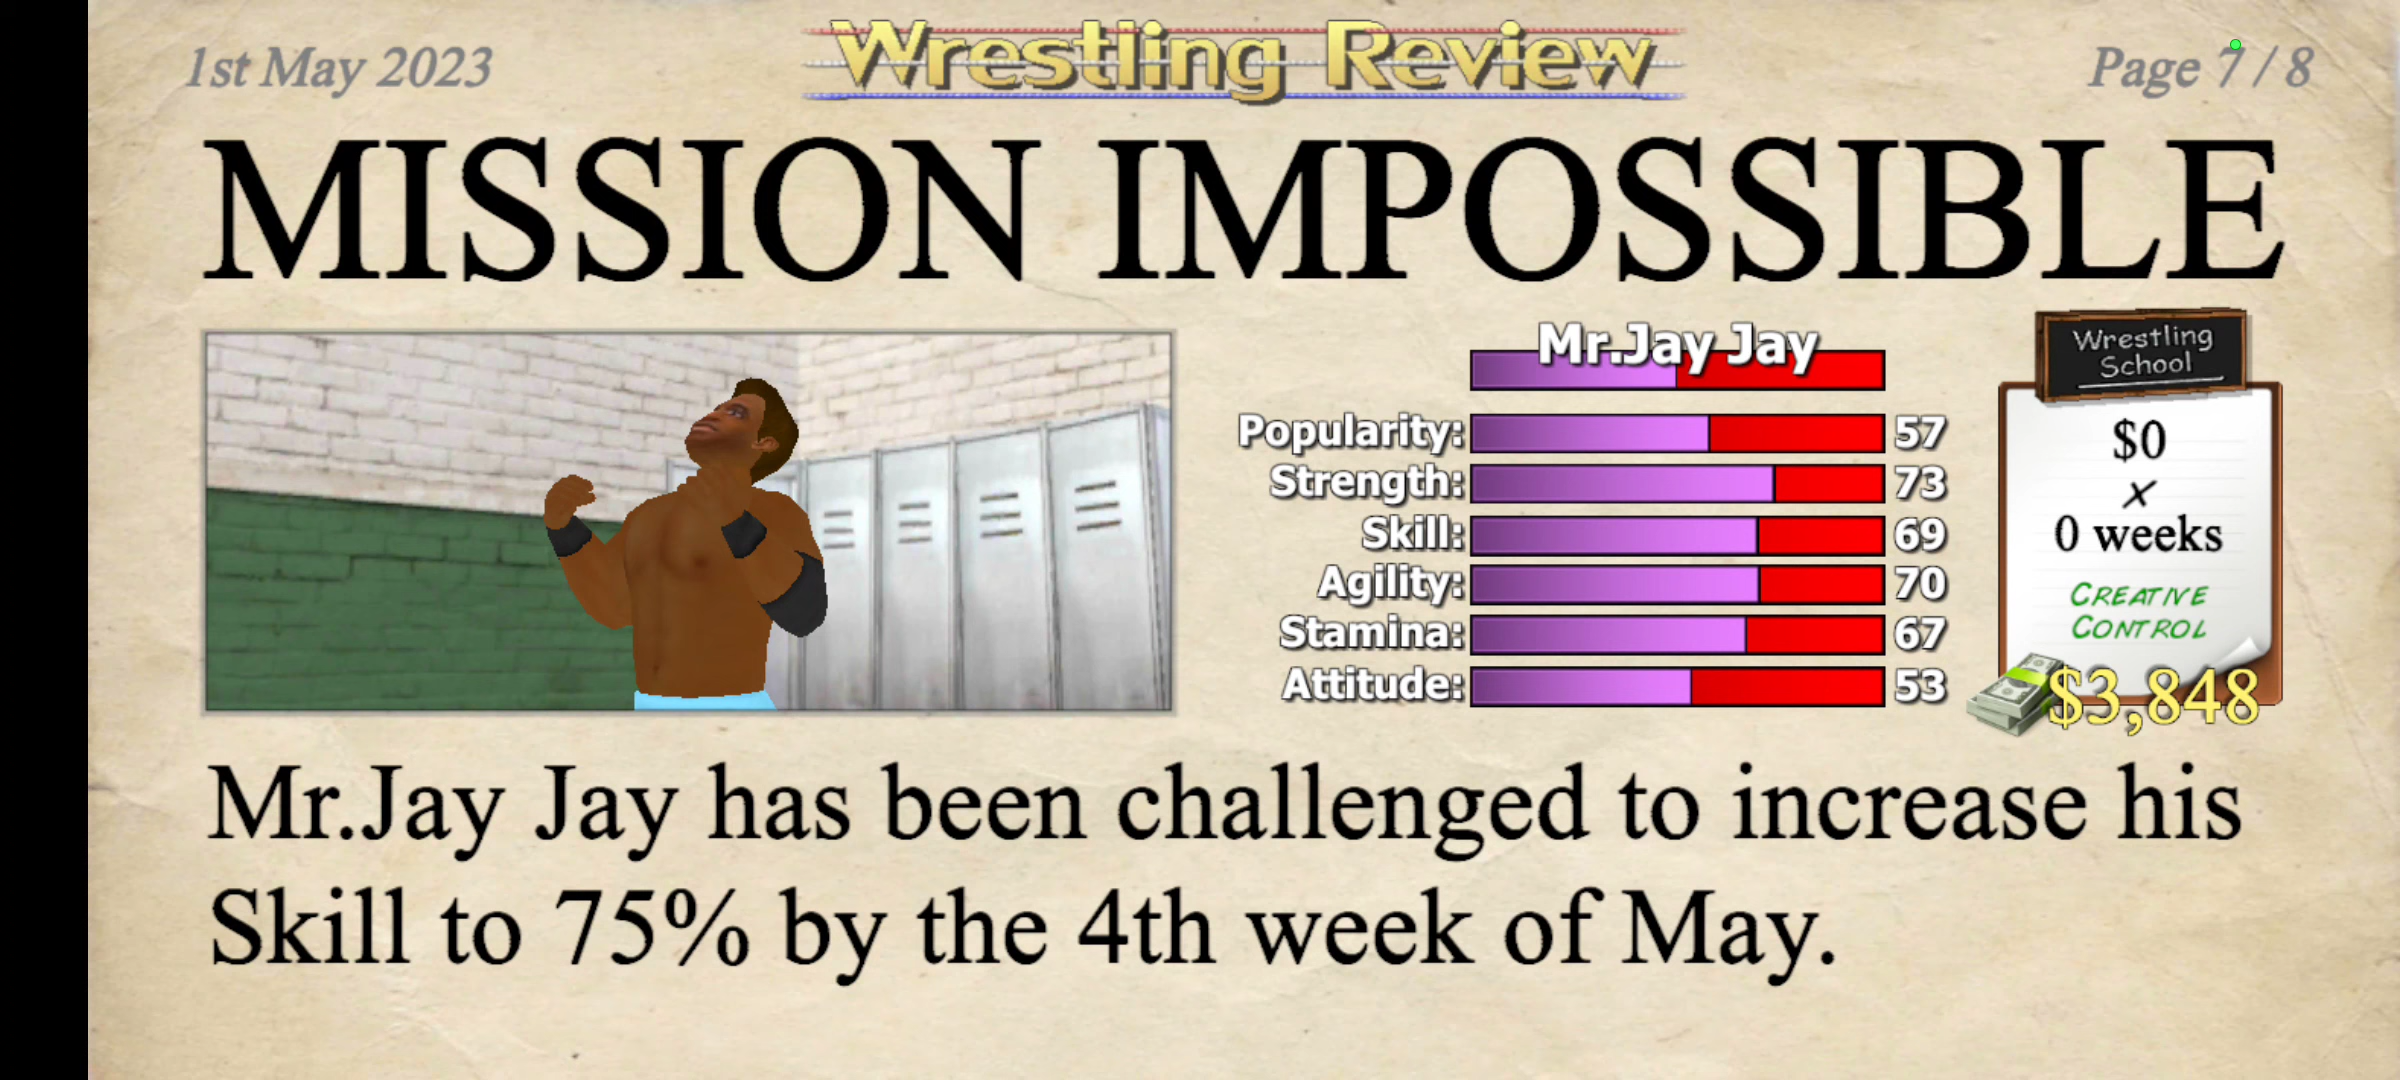 1st May 2023
Wrestling Review
Page 7 / 8
MISSION IMPOSSIBLE
Mr.Jay Jay
Popularity: 57
Strength: 73
Skill: 69
Agility: 70
Stamina: 67
Attitude: 53
Wrestling
School
$0
×
0 weeks
CREATIVE
CONTROL
$3,848
Mr.Jay Jay has been challenged to increase his
Skill to 75% by the 4th week of May.